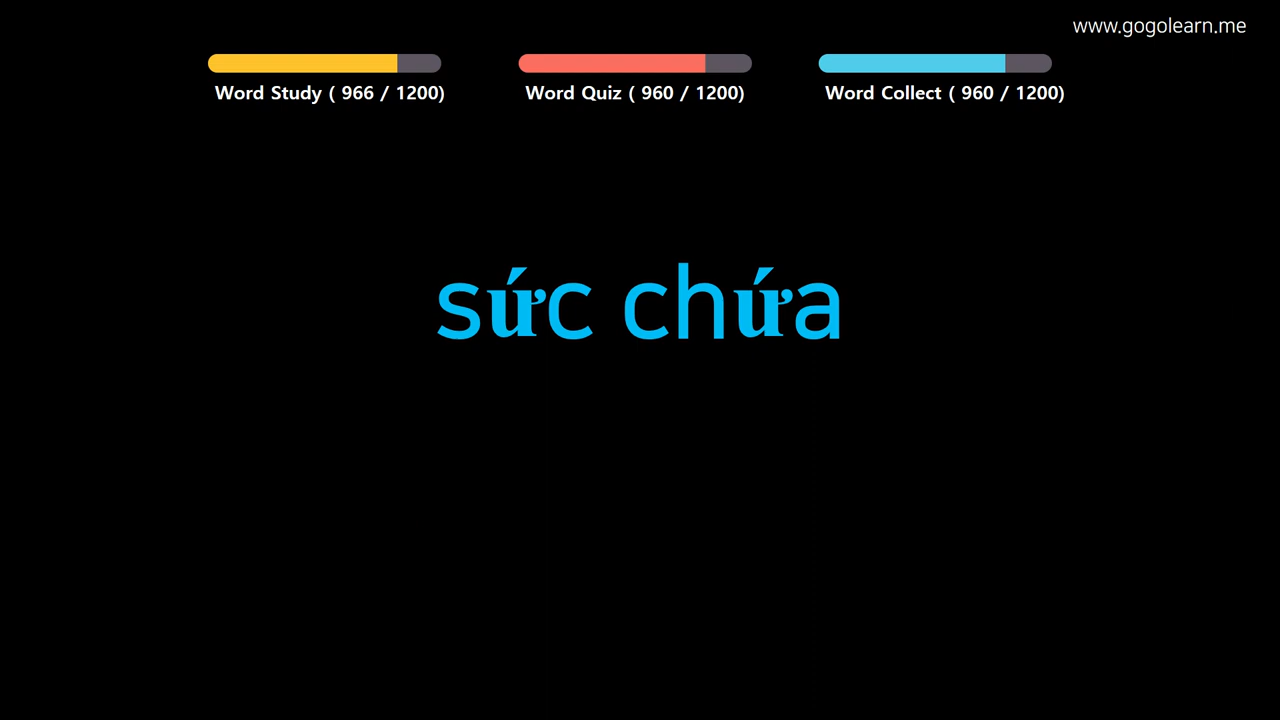 www.gogolearn.me
Word Study ( 966 / 1200)
Word Quiz ( 960 / 1200)
Word Collect ( 960 / 1200)
sức chứa